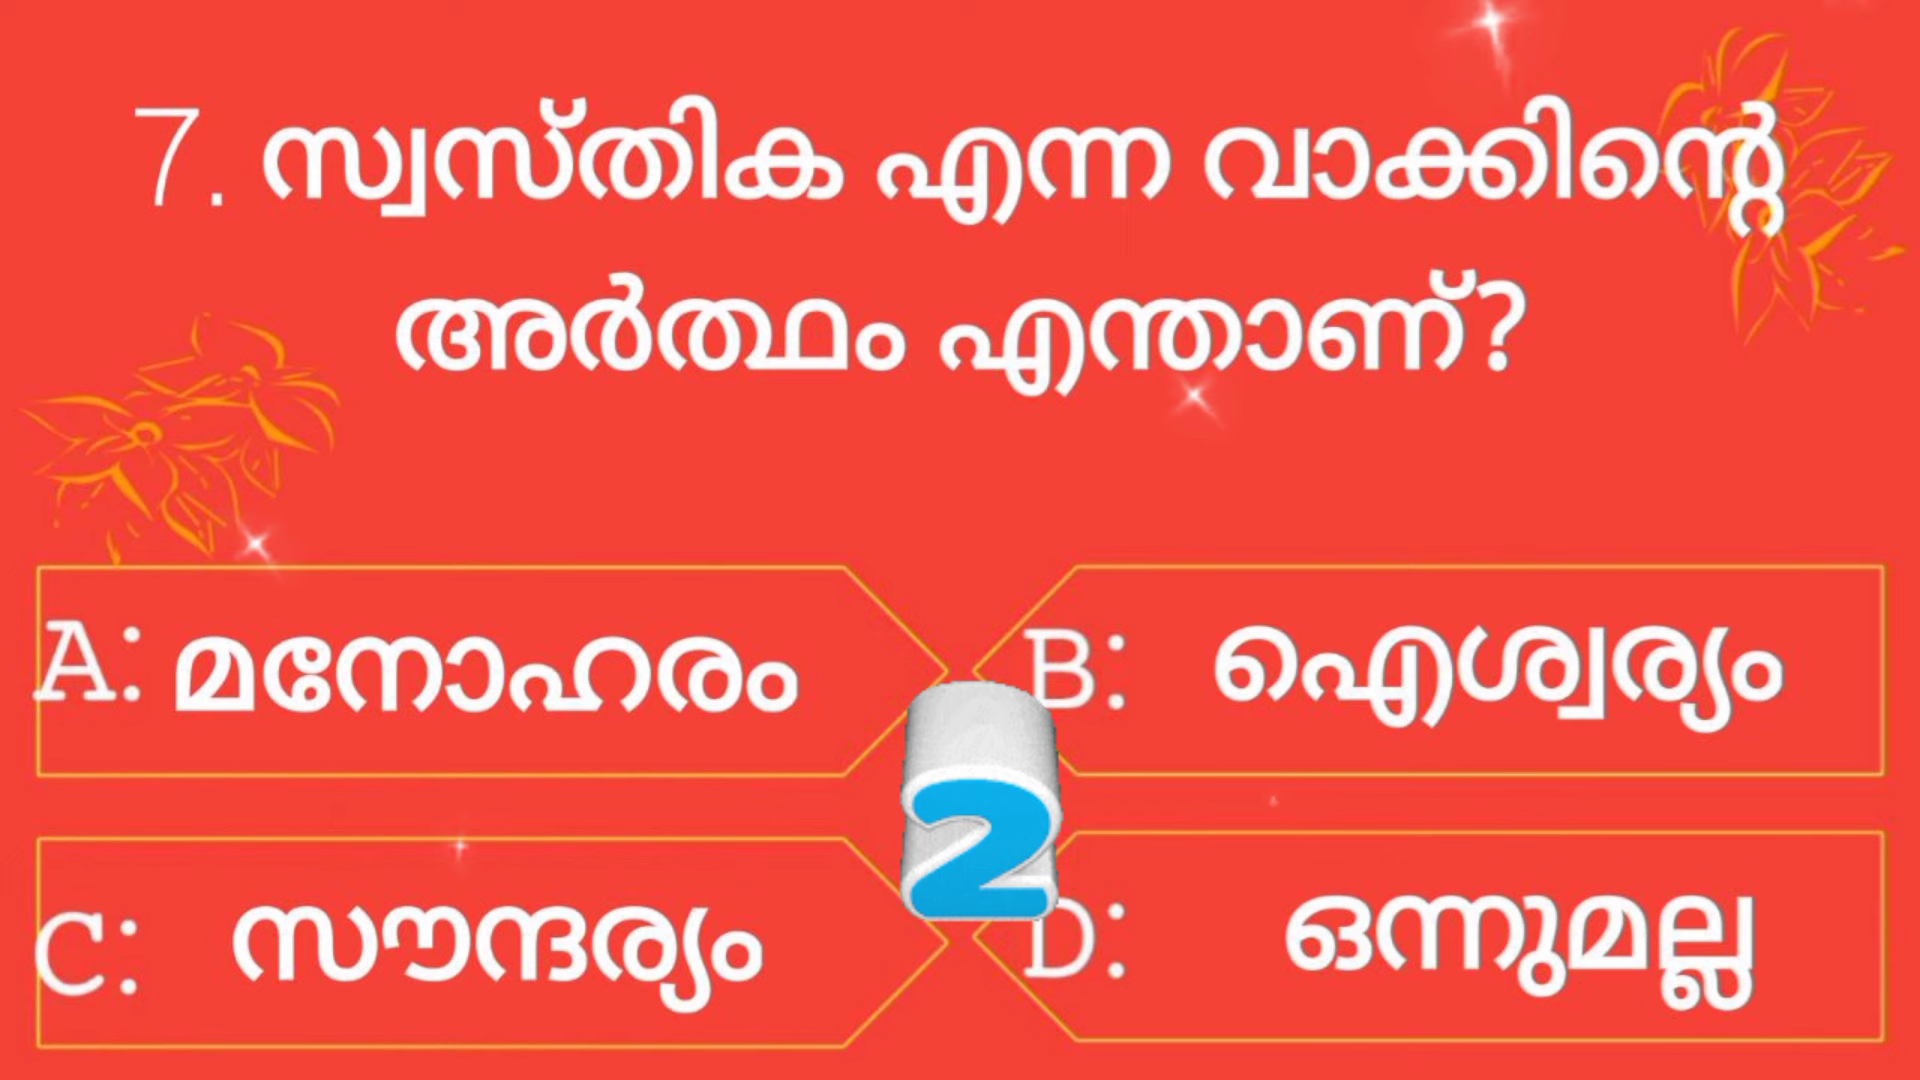 7. സ്വസ്തിക എന്ന വാക്കിന്റെ
അർത്ഥം എന്താണ്?
A: മനോഹരം
B: ഐശ്വര്യം
2
C: സൗന്ദര്യം
D: ഒന്നുമല്ല